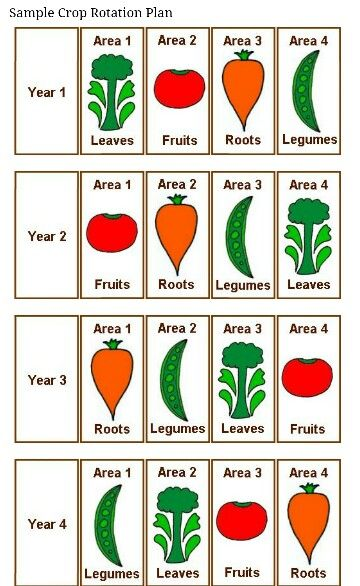 Sample Crop Rotation Plan
Area 1 Area 2 Area 3 Area 4
Year 1
Leaves Fruits Roots Legumes
Area 1 Area 2 Area 3 Area 4
Year 2
Fruits Roots Legumes Leaves
Area 1 Area 2 Area 3 Area 4
Year 3
Roots Legumes Leaves Fruits
Area 1 Area 2 Area 3 Area 4
Year 4
Legumes Leaves Fruits Roots